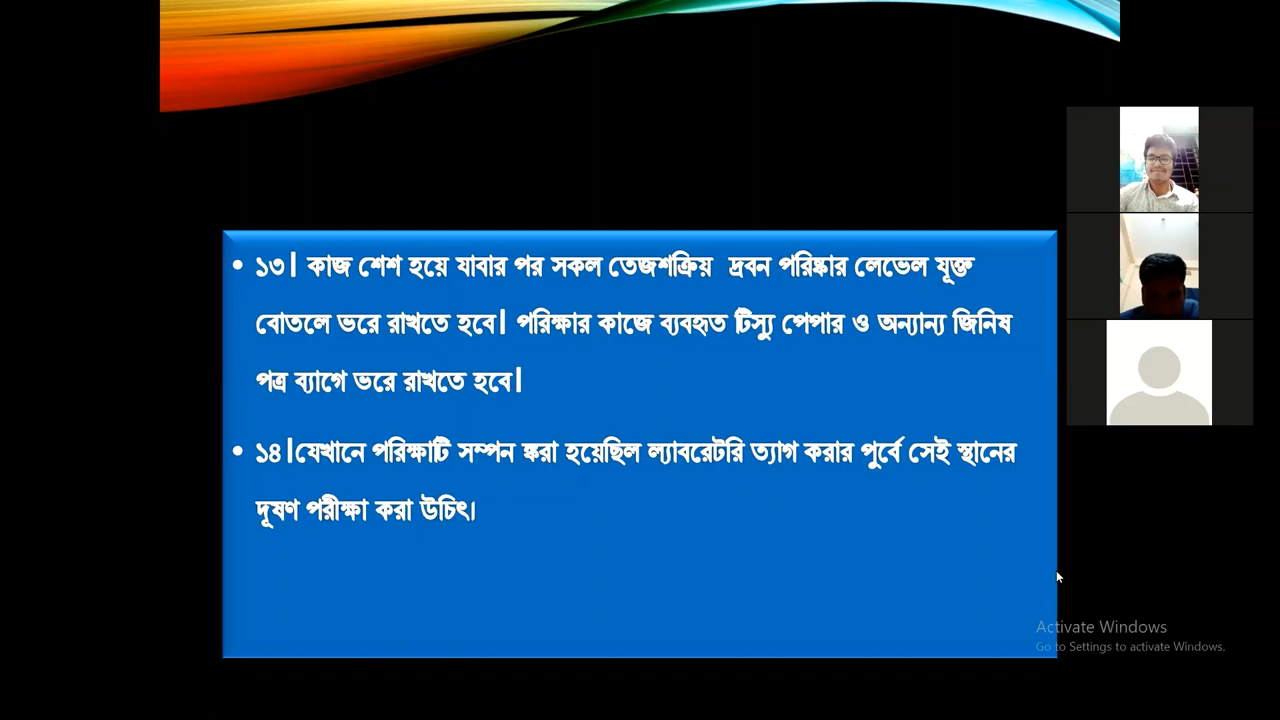 • ১৩। কাজ শেশ হয়ে যাবার পর সকল তেজশক্রিয় দ্রবন পরিষ্কার লেভেল যূক্ত
বোতলে ভরে রাখতে হবে। পরিক্ষার কাজে ব্যবহৃত টিস্যু পেপার ও অন্যান্য জিনিষ
পত্র ব্যাগে ভরে রাখতে হবে।
• ১৪।যেখানে পরিক্ষাটি সম্পন ঙ্করা হয়েছিল ল্যাবরেটরি ত্যাগ করার পুর্বে সেই স্থানের
দূষণ পরীক্ষা করা উচিৎ।
Activate Windows
Go to Settings to activate Windows.